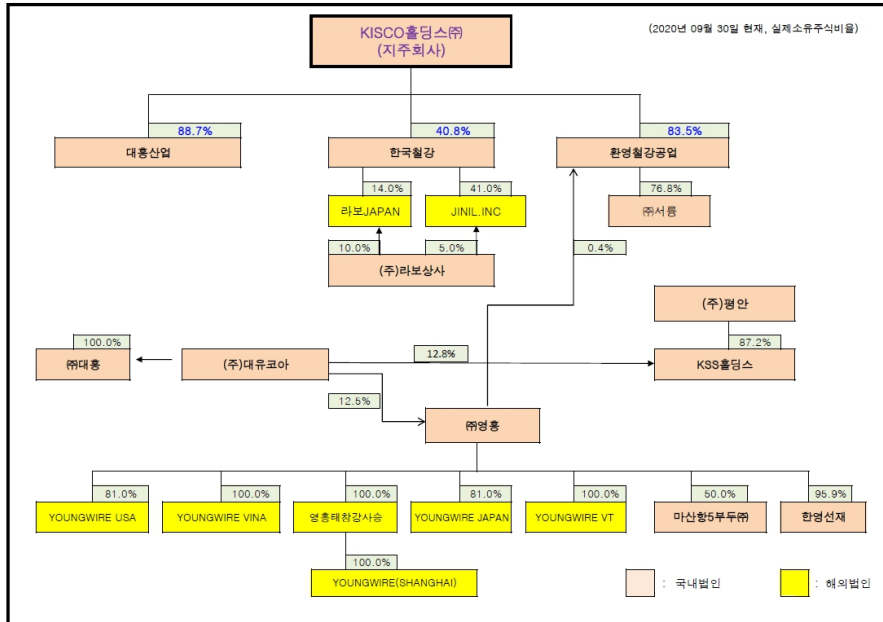 KISCO홀딩스㈜
(지주회사)
(2020년 09월 30일 현재, 실제소유주식비율)
88.7%
40.8%
83.5%
대흥산업
한국철강
환영철강공업
14.0%
41.0%
76.8%
라보JAPAN
JINIL.INC
㈜서륭
10.0%
5.0%
0.4%
(주)라보상사
(주)평안
100.0%
12.8%
87.2%
㈜대흥
(주)대유코아
KSS홀딩스
12.5%
㈜영흥
81.0%
100.0%
100.0%
81.0%
100.0%
50.0%
95.9%
YOUNGWIRE USA
YOUNGWIRE VINA
영흥태창강사승
YOUNGWIRE JAPAN
YOUNGWIRE VT
마산항5부두㈜
한영선재
100.0%
YOUNGWIRE(SHANGHAI)
: 국내법인
: 해외법인